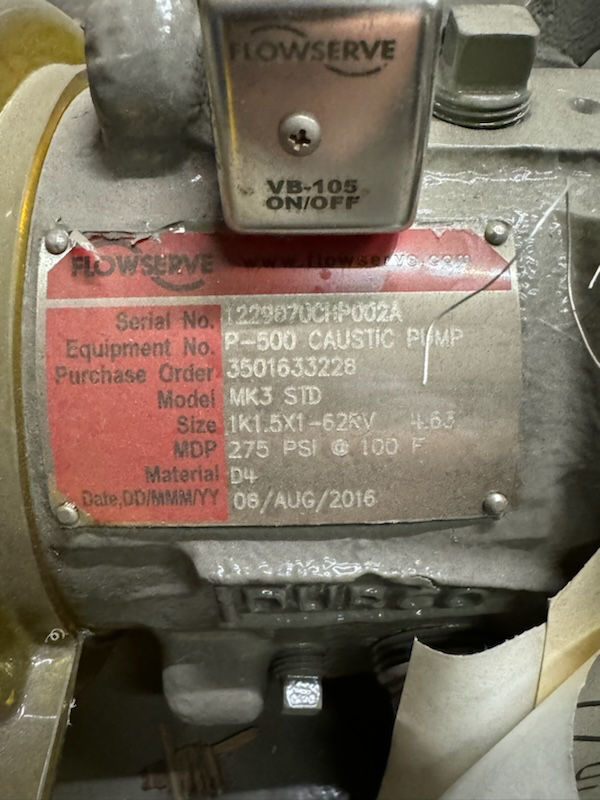 FLOWSERVE
VB-105
ON/OFF
FLOWSERVE www.flowserve.com
Serial No. 1229870CHP002A
Equipment No. P-500 CAUSTIC PUMP
Purchase Order 3501633228
Model MK3 STD
Size 1K1.5X1-62RV 4.63
MDP 275 PSI @ 100 F
Material D4
Date,DD/MMM/YY 08/AUG/2016